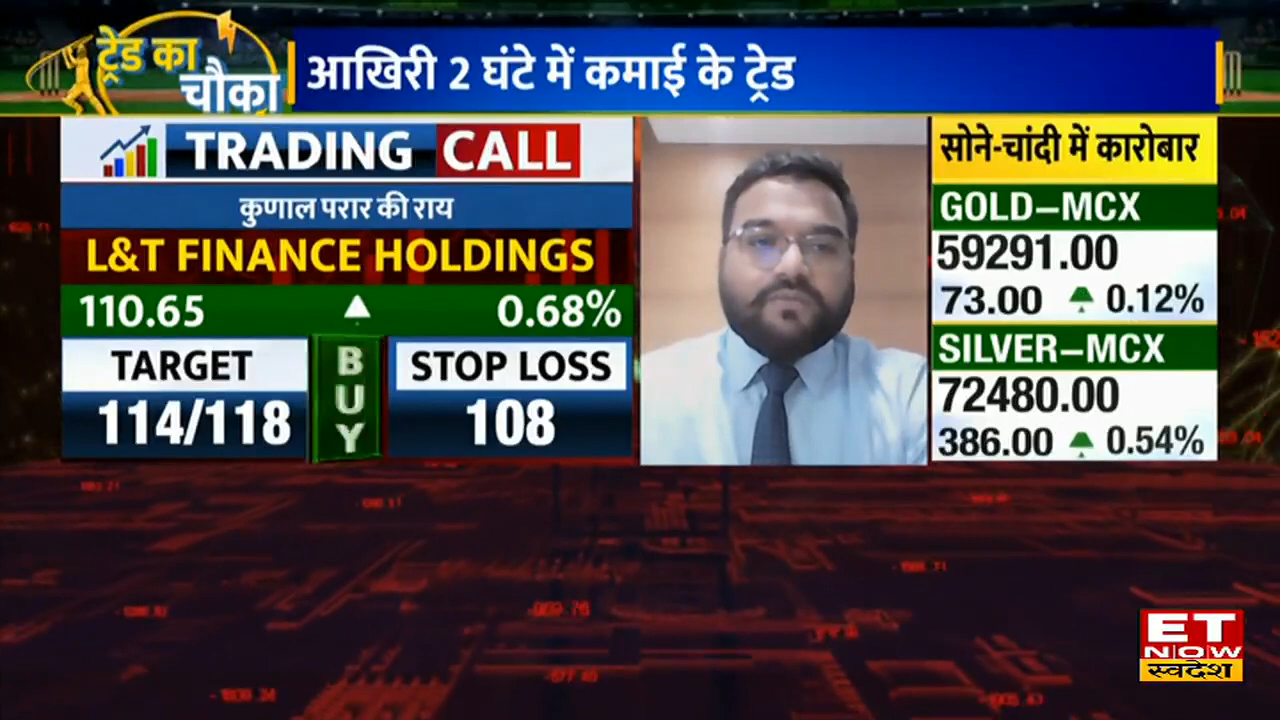 ट्रेड का
चौका
आखिरी 2 घंटे में कमाई के ट्रेड
TRADING CALL
कुणाल परार की राय
L&T FINANCE HOLDINGS
110.65 ▲ 0.68%
TARGET
114/118
BUY
STOP LOSS
108
सोने-चांदी में कारोबार
GOLD–MCX
59291.00
73.00 0.12%
SILVER–MCX
72480.00
386.00 0.54%
ET
NOW
स्वदेश